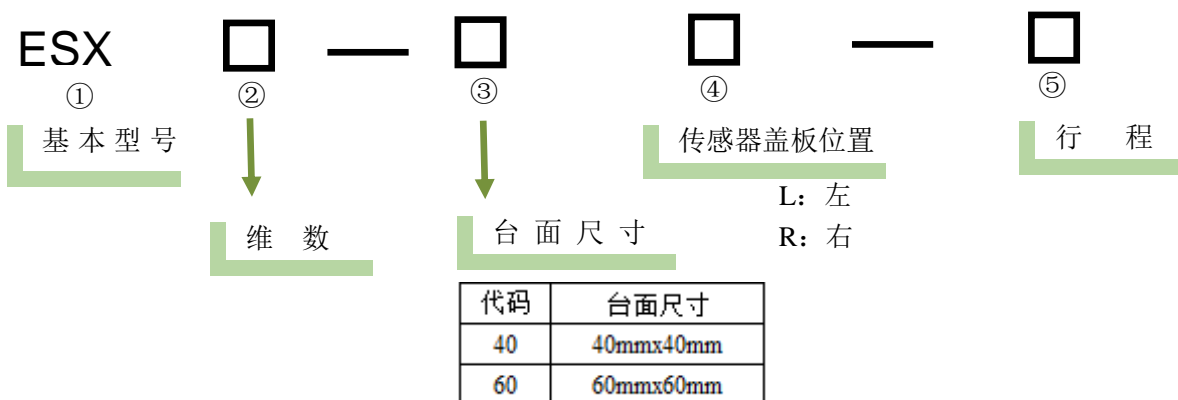 ESX □ — □ □ — □
① ② ③ ④ ⑤
基本型号
传感器盖板位置
行 程
L：左
维 数
台面尺寸
R：右
代码 台面尺寸
40 40mmx40mm
60 60mmx60mm